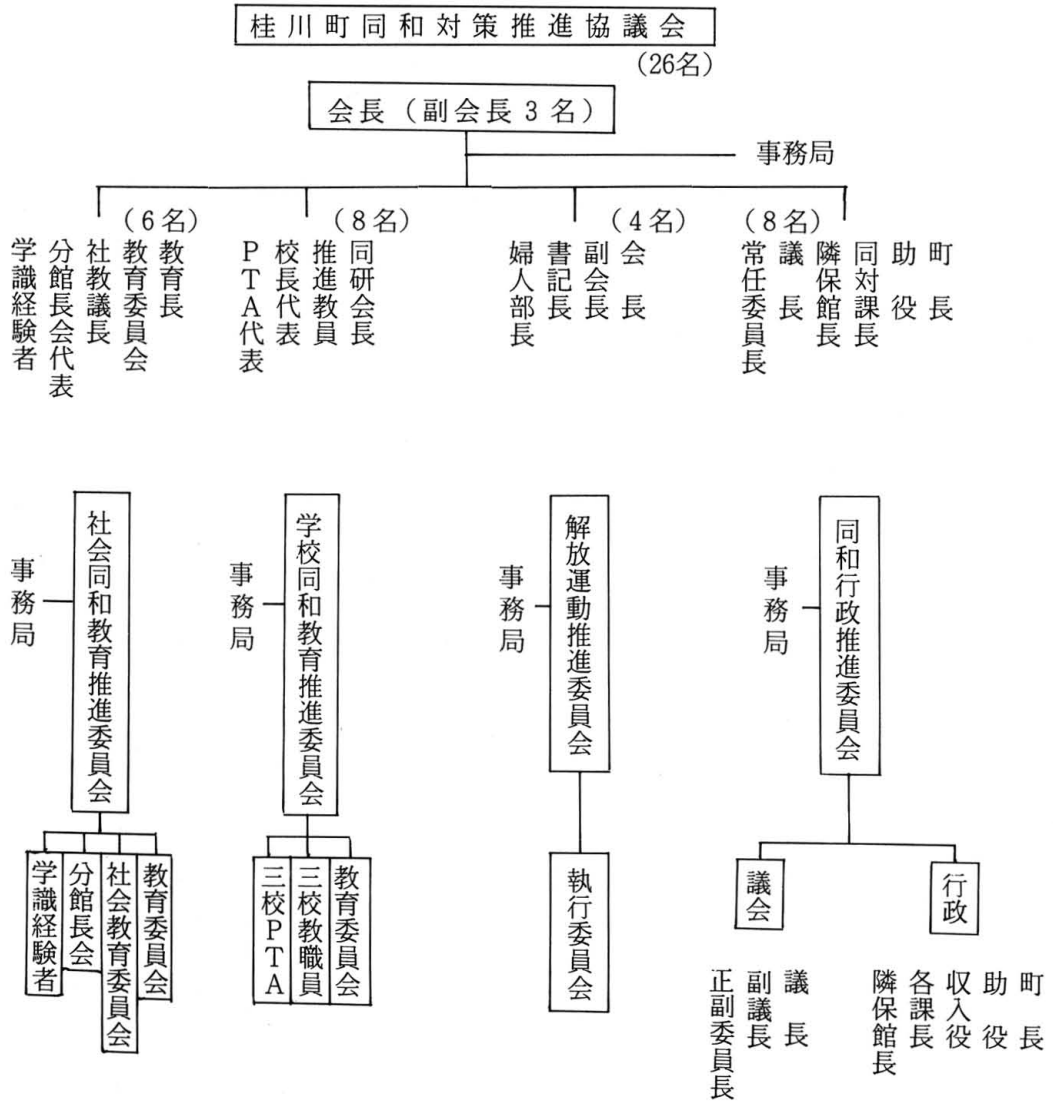 桂川町同和対策推進協議会
(26名)
会長(副会長3名)
事務局
(8名)
町長
助役
同対課長
隣保館長
議長
常任委員長
(4名)
会長
副会長
書記長
婦人部長
(8名)
同研会長
推進教員
校長代表
PTA代表
(6名)
教育長
教育委員会
社教議長
分館長会代表
学識経験者
同和行政推進委員会
事務局
行政
町長
助役
収入役
各課長
隣保館長
議会
議長
副議長
正副委員長
解放運動推進委員会
事務局
執行委員会
学校同和教育推進委員会
事務局
教育委員会
三校教職員
三校PTA
社会同和教育推進委員会
事務局
教育委員会
社会教育委員会
分館長会
学識経験者